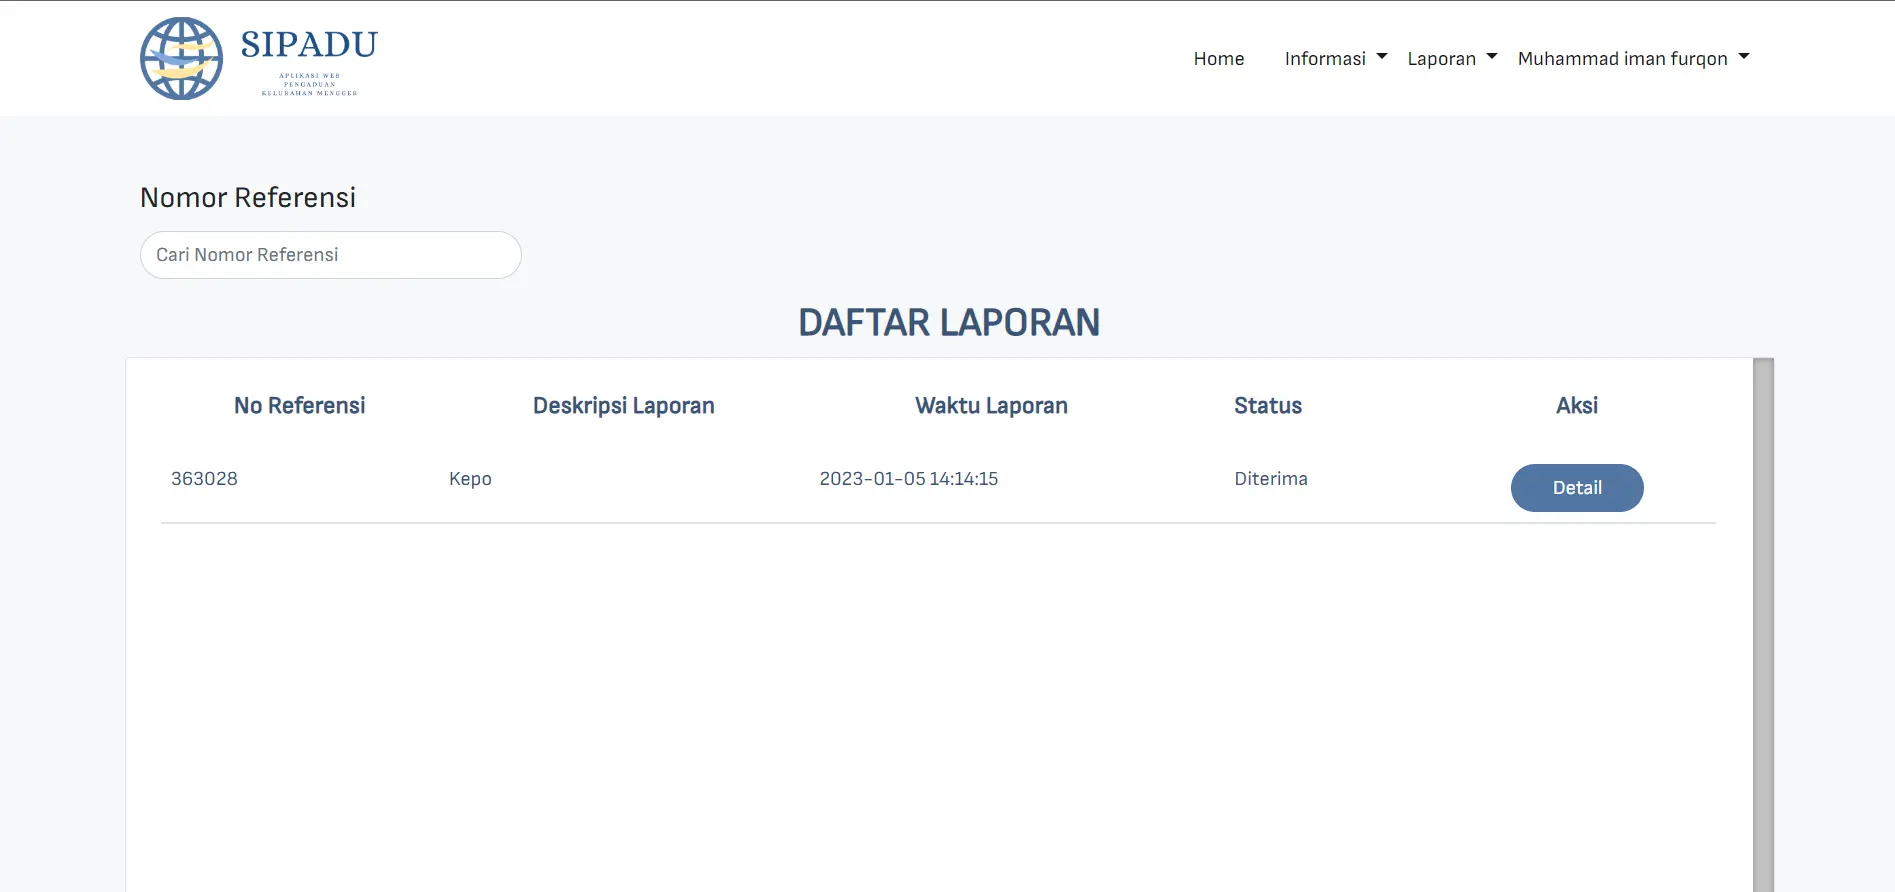 SIPADU
APLIKASI WEB
PENGADUAN
KELURAHAN MENGGER
Home Informasi Laporan Muhammad iman furqon
Nomor Referensi
Cari Nomor Referensi
DAFTAR LAPORAN
No Referensi Deskripsi Laporan Waktu Laporan Status Aksi
363028 Kepo 2023-01-05 14:14:15 Diterima Detail